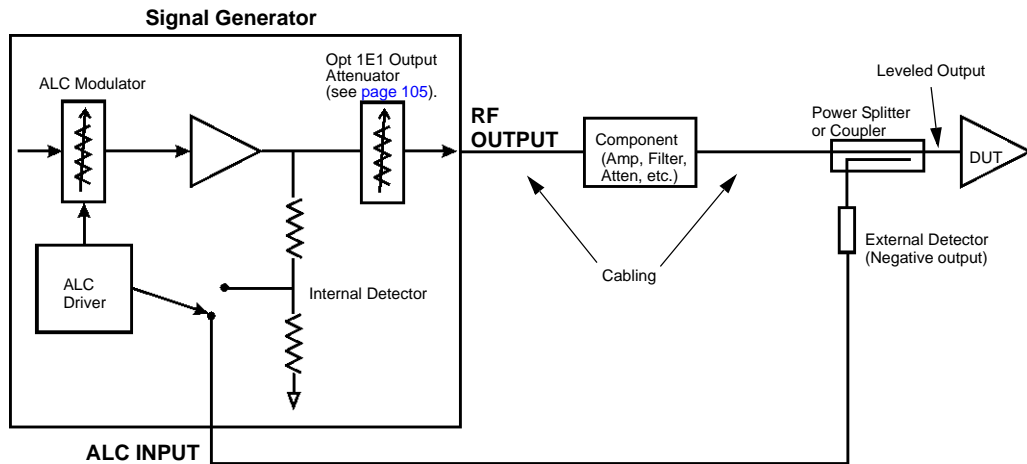 Signal Generator
Opt 1E1 Output
Attenuator
(see page 105).
ALC Modulator
RF
OUTPUT
Component
(Amp, Filter,
Atten, etc.)
Leveled Output
Power Splitter
or Coupler
DUT
External Detector
(Negative output)
Cabling
ALC
Driver
Internal Detector
ALC INPUT